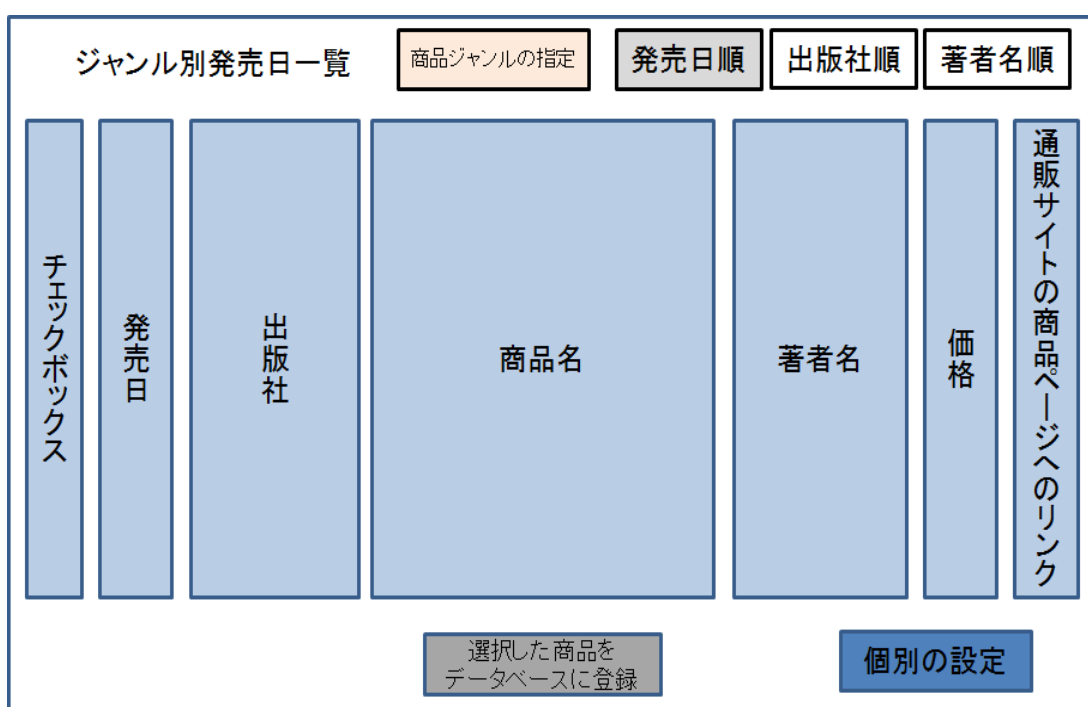 ジャンル別発売日一覧
商品ジャンルの指定
発売日順
出版社順
著者名順
チェックボックス
発売日
出版社
商品名
著者名
価格
通販サイトの商品ページへのリンク
選択した商品を
データベースに登録
個別の設定